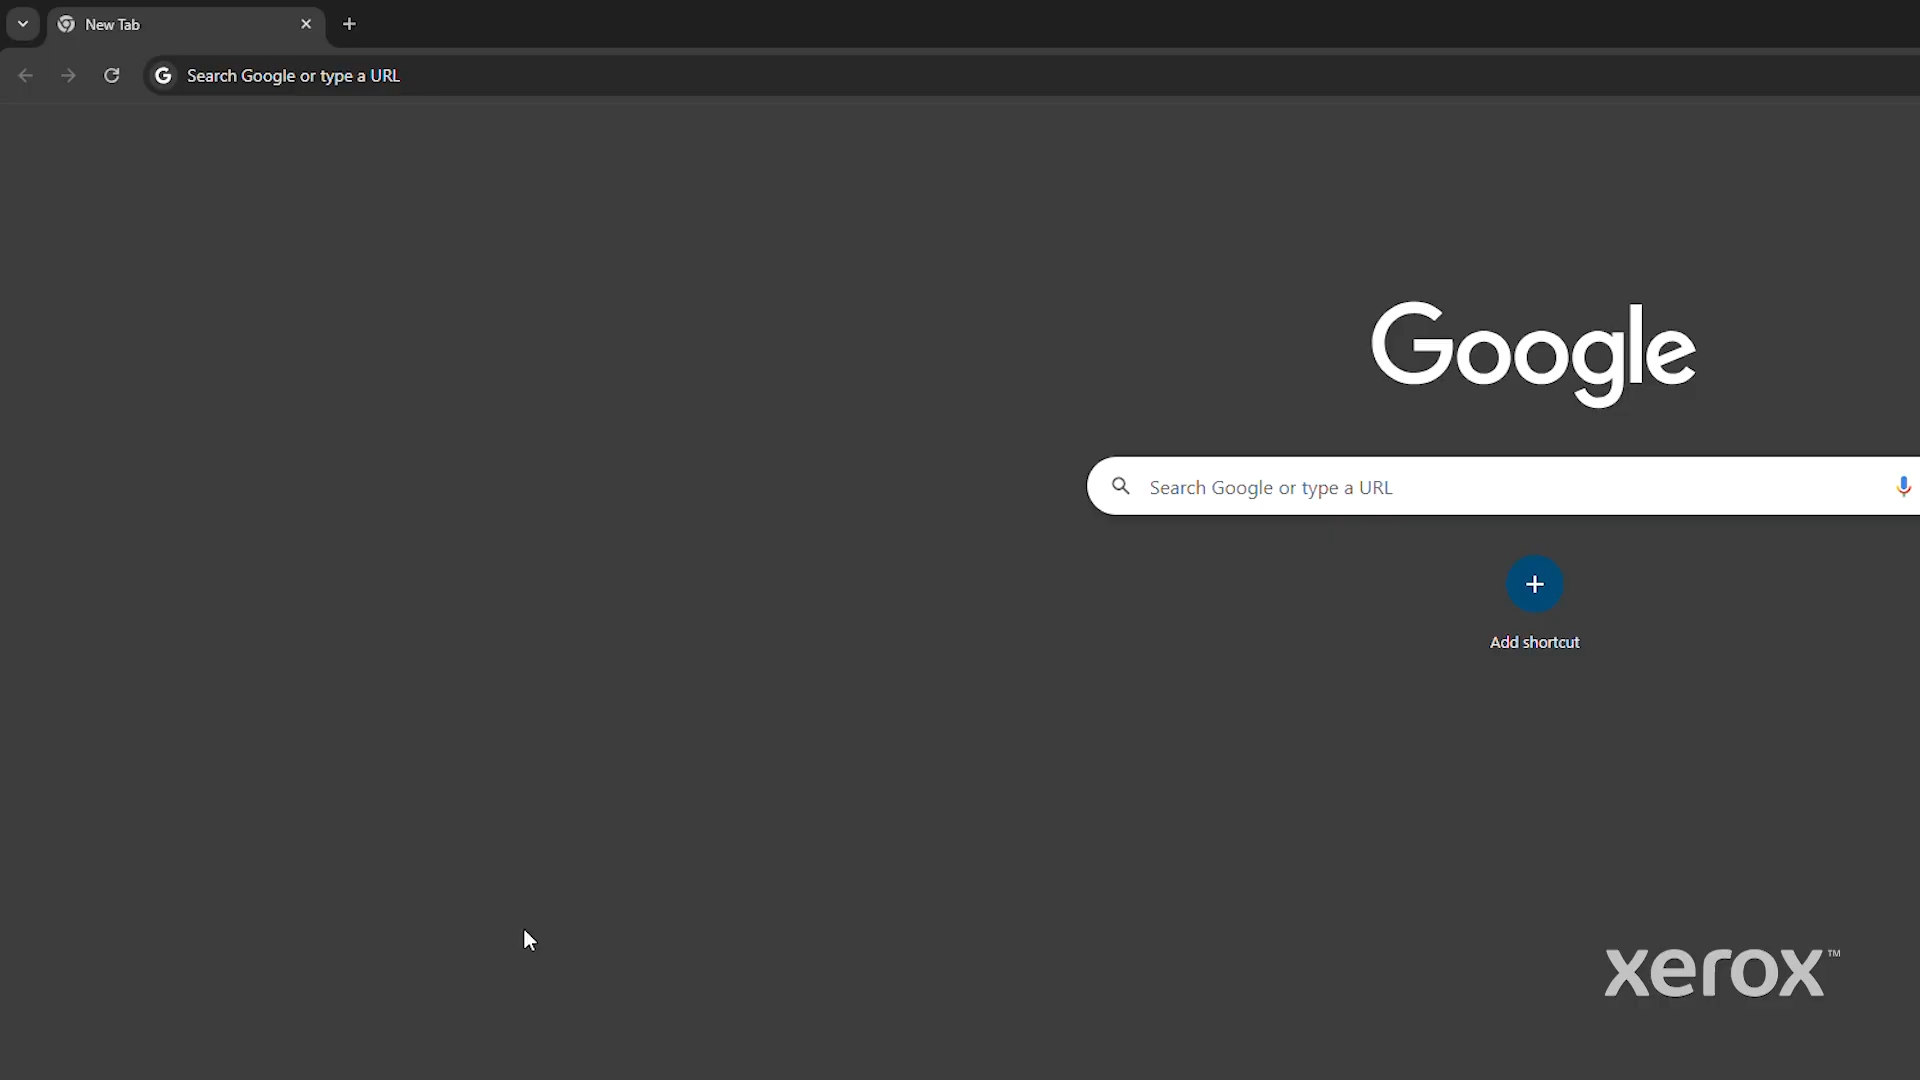 New Tab
Search Google or type a URL
Google
Search Google or type a URL
Add shortcut
xerox™